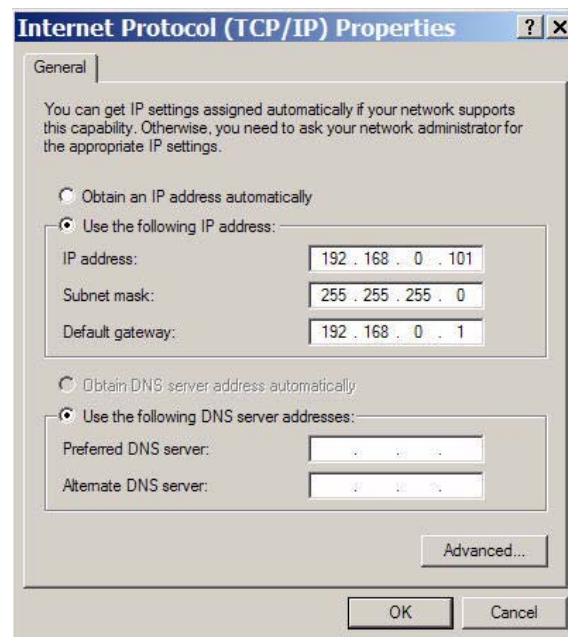 Internet Protocol (TCP/IP) Properties
General
You can get IP settings assigned automatically if your network supports
this capability. Otherwise, you need to ask your network administrator for
the appropriate IP settings.
Obtain an IP address automatically
Use the following IP address:
IP address: 192 . 168 . 0 . 101
Subnet mask: 255 . 255 . 255 . 0
Default gateway: 192 . 168 . 0 . 1
Obtain DNS server address automatically
Use the following DNS server addresses:
Preferred DNS server: . . .
Alternate DNS server: . . .
Advanced...
OK Cancel